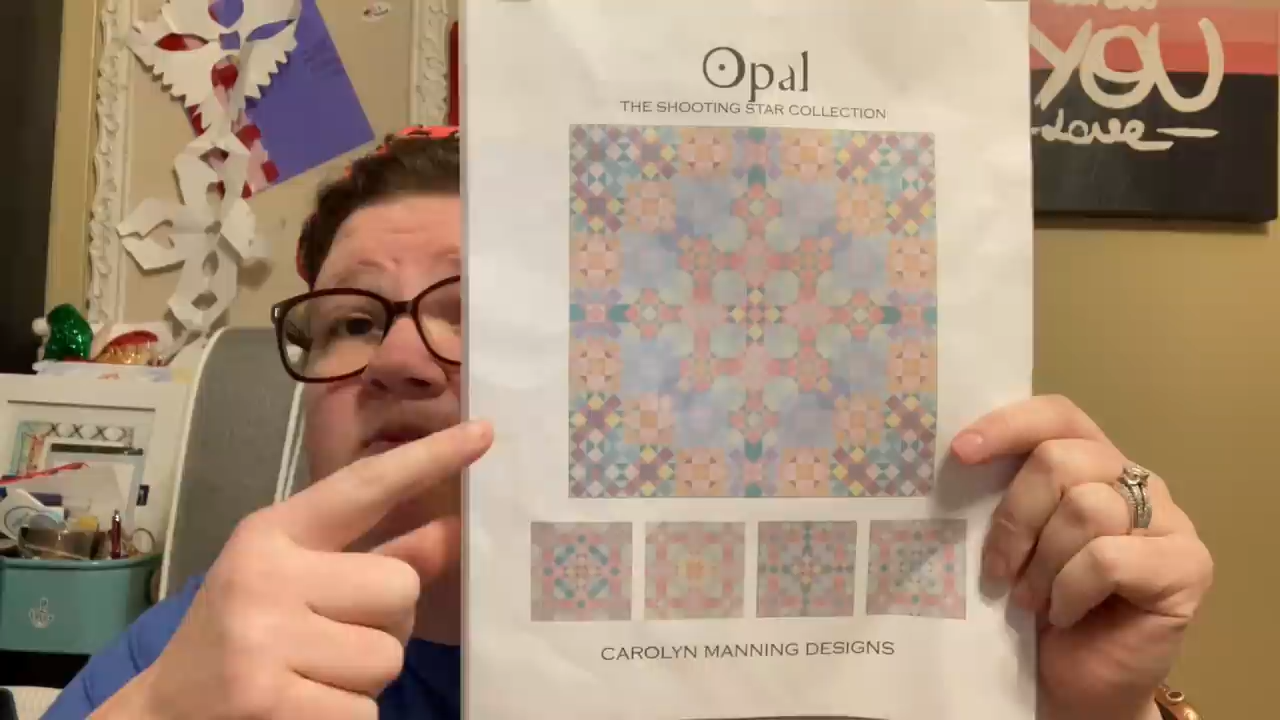 Opal
THE SHOOTING STAR COLLECTION
CAROLYN MANNING DESIGNS
YOU
Love